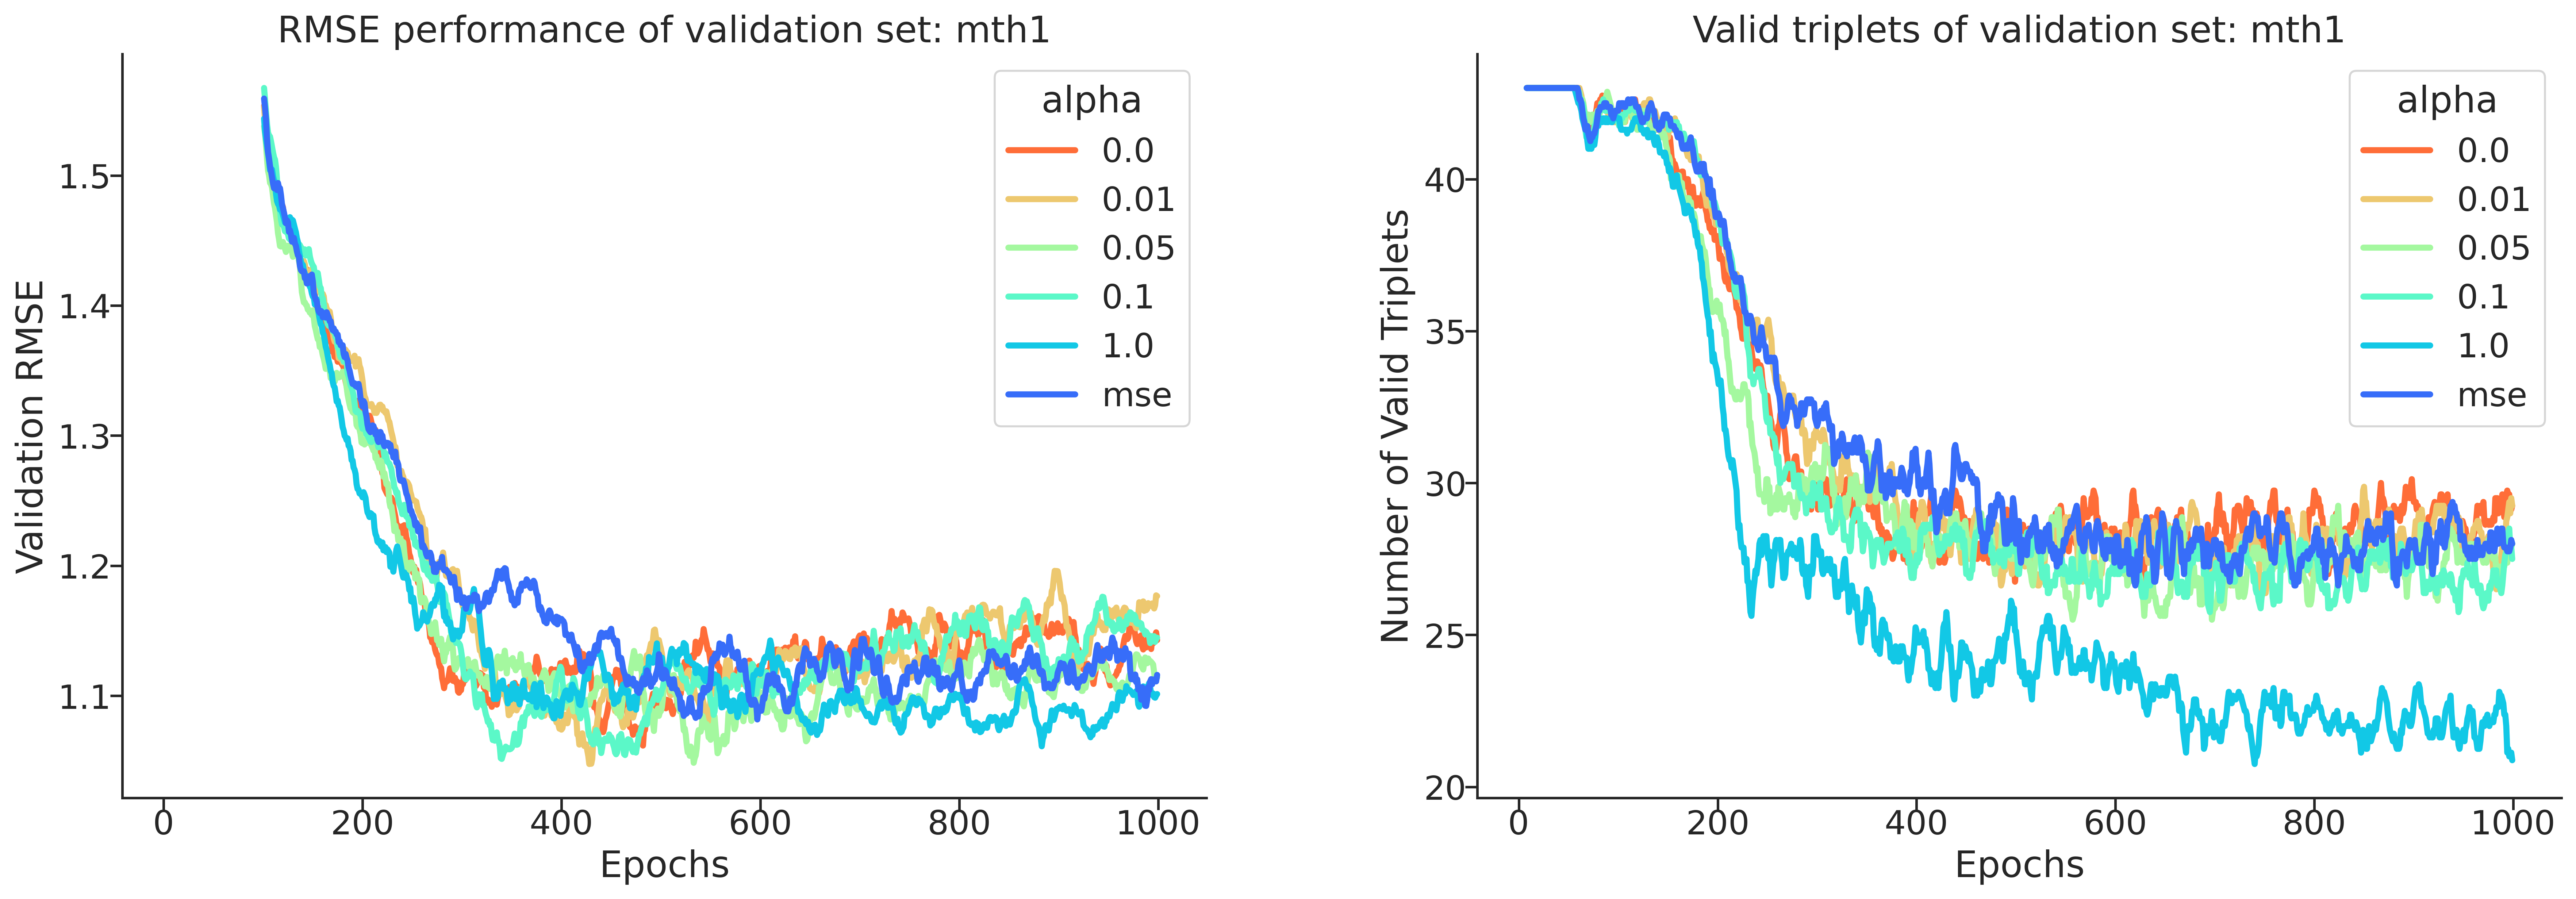 RMSE performance of validation set: mth1
Validation RMSE
1.5
1.4
1.3
1.2
1.1
0 200 400 600 800 1000
Epochs
alpha
0.0
0.01
0.05
0.1
1.0
mse
Valid triplets of validation set: mth1
Number of Valid Triplets
40
35
30
25
20
0 200 400 600 800 1000
Epochs
alpha
0.0
0.01
0.05
0.1
1.0
mse